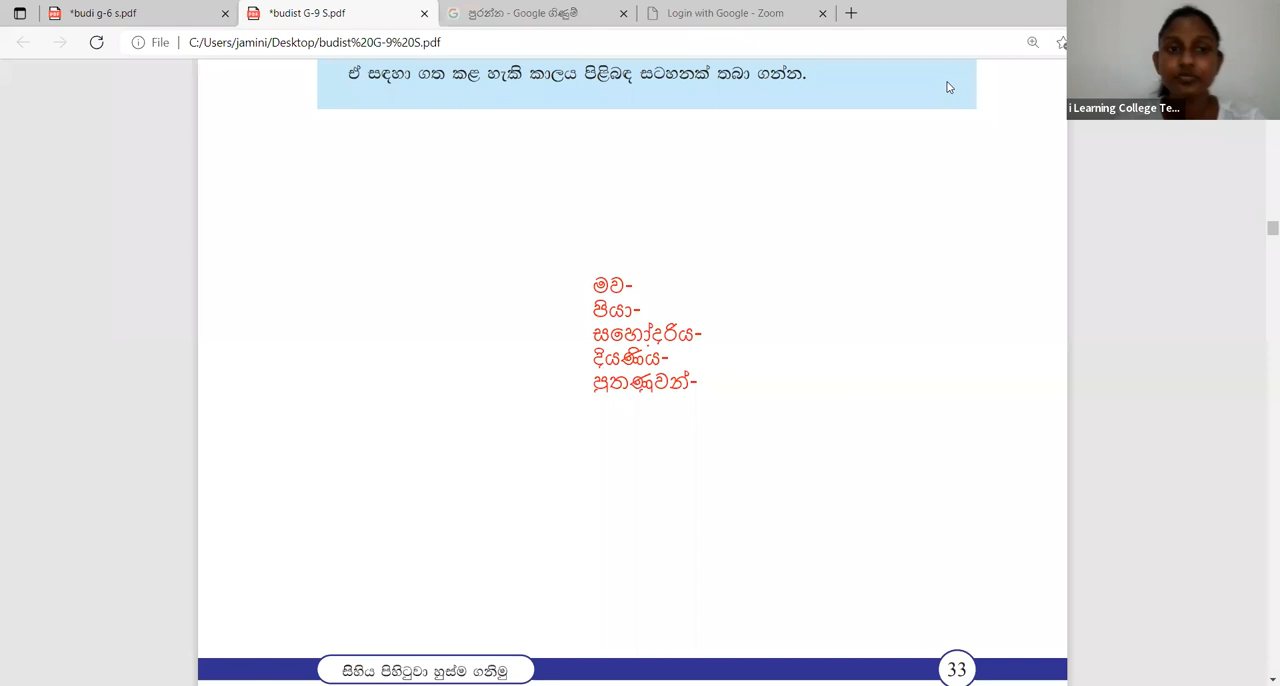 *budi g-6 s.pdf
*budist G-9 S.pdf
පුරන්න - Google ගිණුම්
Login with Google - Zoom
File
C:/Users/jamini/Desktop/budist%20G-9%20S.pdf
i Learning College Te...
ඒ සඳහා ගත කළ හැකි කාලය පිළිබඳ සටහනක් තබා ගන්න.
මව-
පියා-
සහෝදරිය-
දියණිය-
පුතණුවන්-
සිහිය පිහිටුවා හුස්ම ගනිමු
33